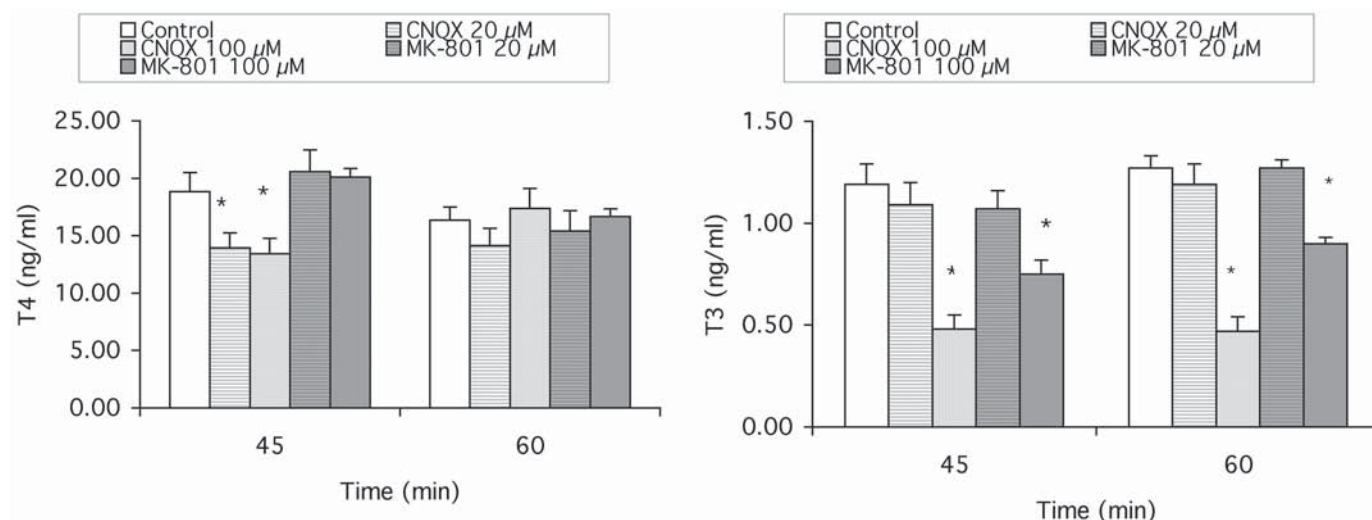 Control CNQX 20 µM
CNQX 100 µM MK-801 20 µM
MK-801 100 µM
25.00
20.00
15.00
10.00
5.00
0.00
T4 (ng/ml)
* *
45 60
Time (min)
Control CNQX 20 µM
CNQX 100 µM MK-801 20 µM
MK-801 100 µM
1.50
1.00
0.50
0.00
T3 (ng/ml)
* * * *
45 60
Time (min)